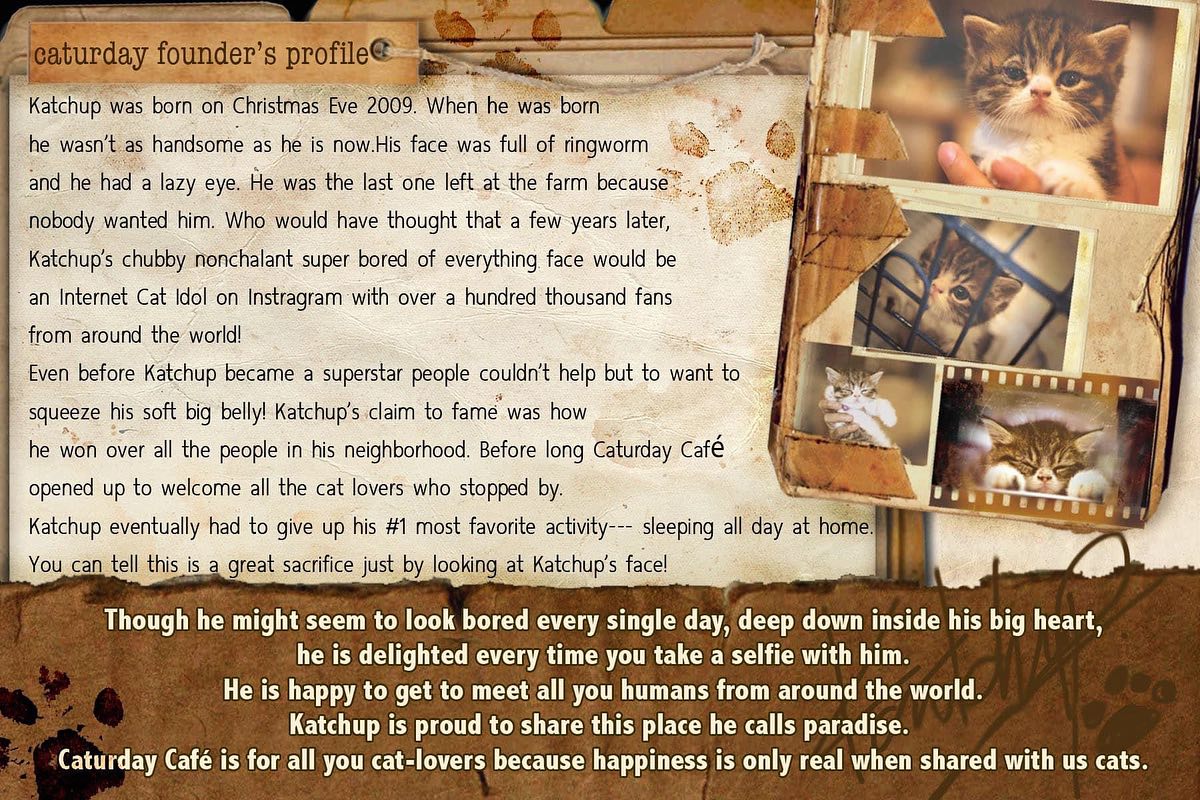 caturday founder's profile
Katchup was born on Christmas Eve 2009. When he was born
he wasn't as handsome as he is now.His face was full of ringworm
and he had a lazy eye. He was the last one left at the farm because
nobody wanted him. Who would have thought that a few years later,
Katchup's chubby nonchalant super bored of everything face would be
an Internet Cat Idol on Instragram with over a hundred thousand fans
from around the world!
Even before Katchup became a superstar people couldn't help but to want to
squeeze his soft big belly! Katchup's claim to fame was how
he won over all the people in his neighborhood. Before long Caturday Café
opened up to welcome all the cat lovers who stopped by.
Katchup eventually had to give up his #1 most favorite activity--- sleeping all day at home.
You can tell this is a great sacrifice just by looking at Katchup's face!
Though he might seem to look bored every single day, deep down inside his big heart,
he is delighted every time you take a selfie with him.
He is happy to get to meet all you humans from around the world.
Katchup is proud to share this place he calls paradise.
Caturday Café is for all you cat-lovers because happiness is only real when shared with us cats.